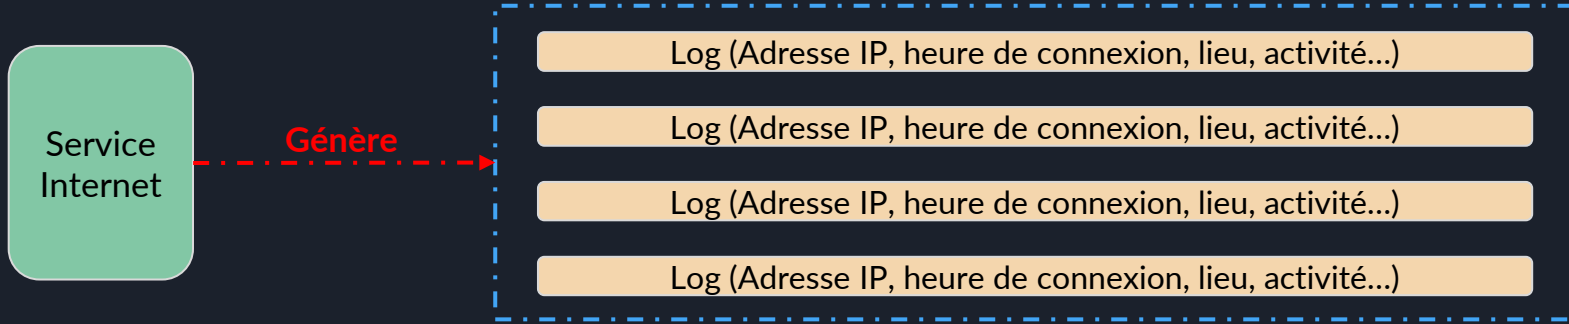 Service
Internet
Génère
Log (Adresse IP, heure de connexion, lieu, activité...)
Log (Adresse IP, heure de connexion, lieu, activité...)
Log (Adresse IP, heure de connexion, lieu, activité...)
Log (Adresse IP, heure de connexion, lieu, activité...)